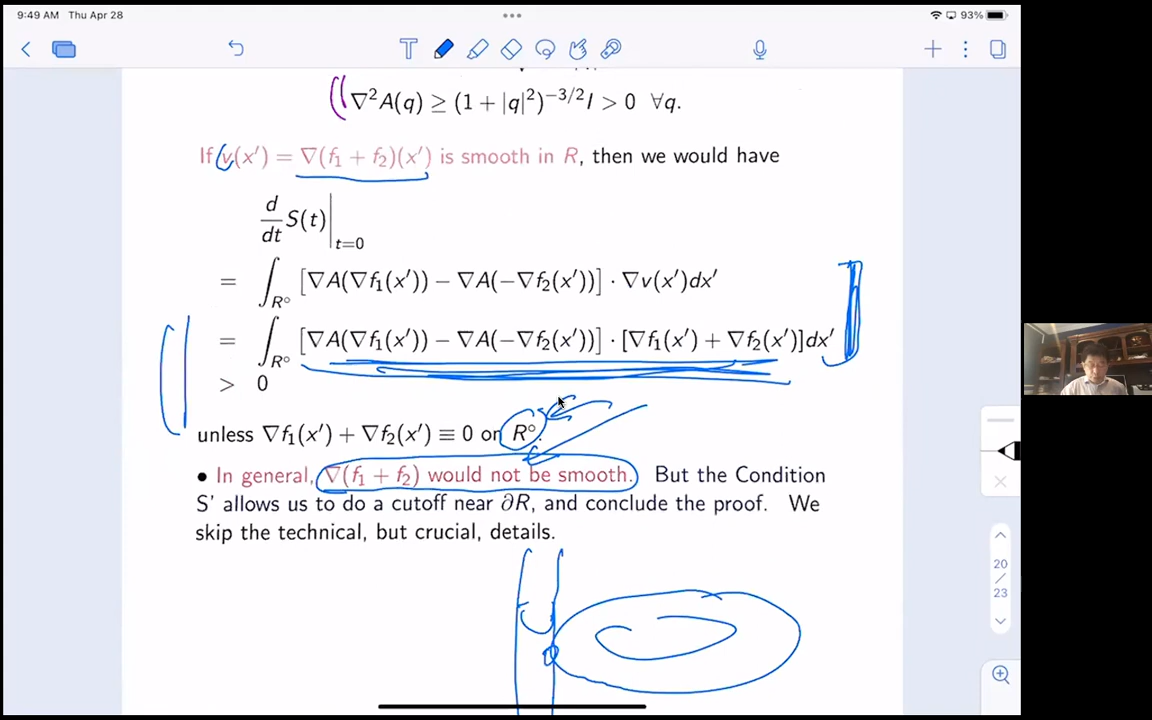 9:49 AM Thu Apr 28
93%
∇²A(q) ≥ (1 + |q|²)^{-3/2}I > 0 ∀q.
If v(x′) = ∇(f₁ + f₂)(x′) is smooth in R, then we would have
d/dt S(t)|_{t=0}
= ∫_{R°} [∇A(∇f₁(x′)) − ∇A(−∇f₂(x′))] · ∇v(x′)dx′
= ∫_{R°} [∇A(∇f₁(x′)) − ∇A(−∇f₂(x′))] · [∇f₁(x′) + ∇f₂(x′)]dx′
> 0
unless ∇f₁(x′) + ∇f₂(x′) ≡ 0 on R°.
• In general, ∇(f₁ + f₂) would not be smooth. But the Condition
S' allows us to do a cutoff near ∂R, and conclude the proof. We
skip the technical, but crucial, details.
20
/
23